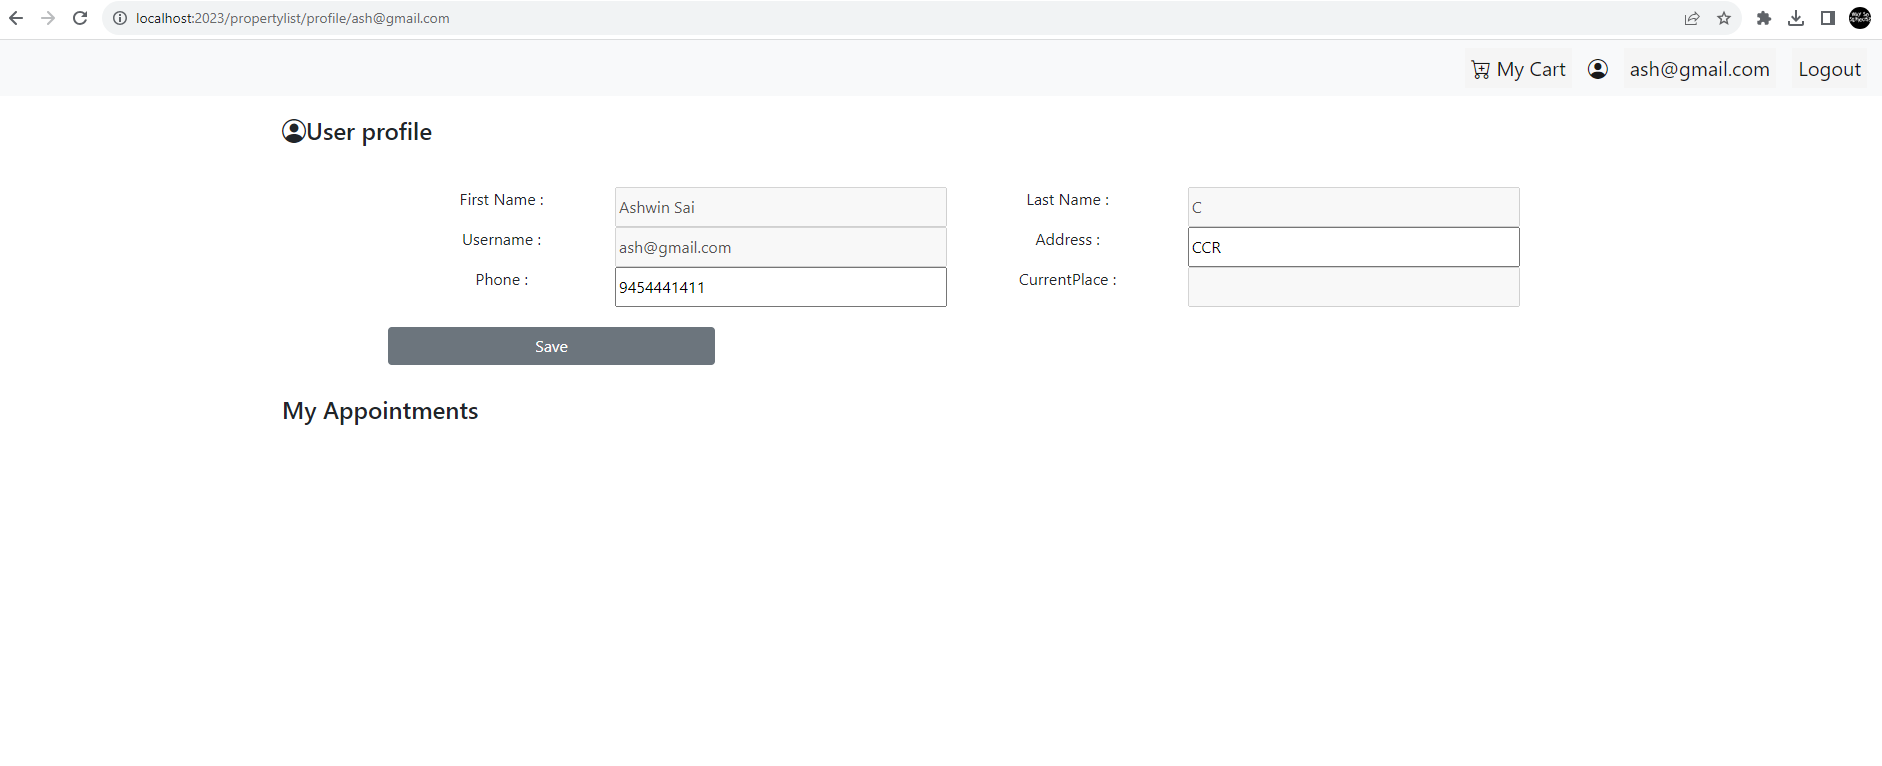 localhost:2023/propertylist/profile/ash@gmail.com
My Cart ash@gmail.com Logout
User profile
First Name : Ashwin Sai Last Name : C
Username : ash@gmail.com Address : CCR
Phone : 9454441411 CurrentPlace :
Save
My Appointments